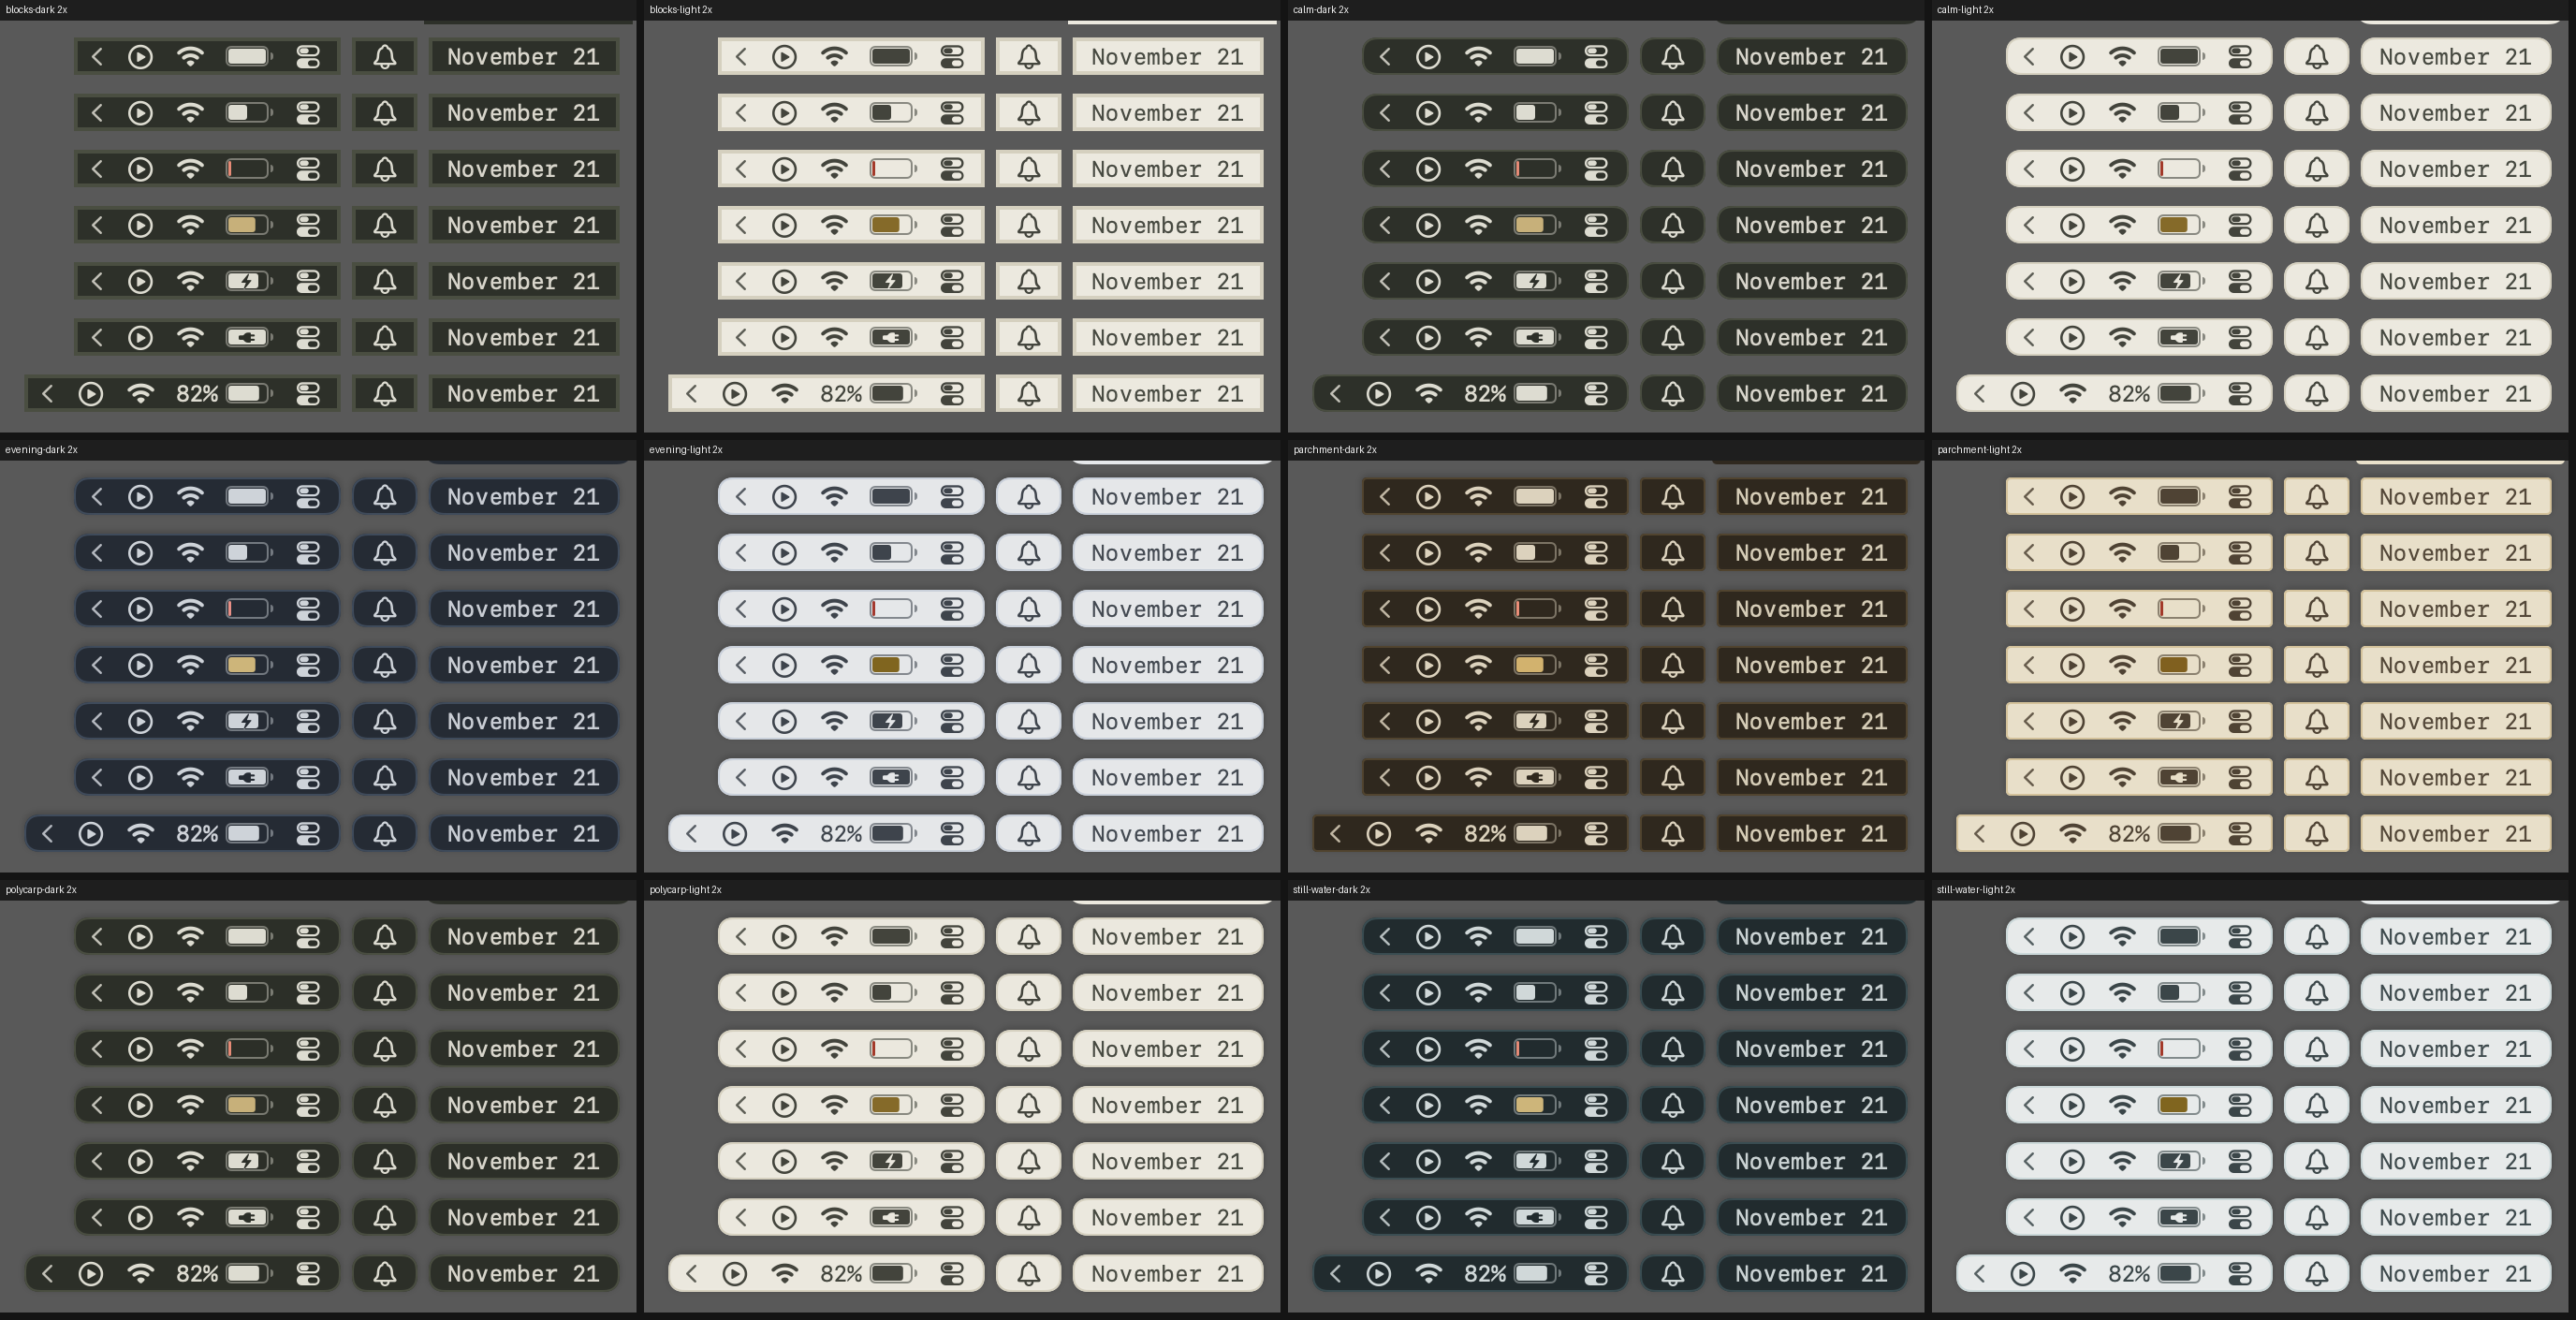 blocks-dark 2x
November 21
November 21
November 21
November 21
November 21
November 21
82% November 21
blocks-light 2x
November 21
November 21
November 21
November 21
November 21
November 21
82% November 21
calm-dark 2x
November 21
November 21
November 21
November 21
November 21
November 21
82% November 21
calm-light 2x
November 21
November 21
November 21
November 21
November 21
November 21
82% November 21
evening-dark 2x
November 21
November 21
November 21
November 21
November 21
November 21
82% November 21
evening-light 2x
November 21
November 21
November 21
November 21
November 21
November 21
82% November 21
parchment-dark 2x
November 21
November 21
November 21
November 21
November 21
November 21
82% November 21
parchment-light 2x
November 21
November 21
November 21
November 21
November 21
November 21
82% November 21
polycarp-dark 2x
November 21
November 21
November 21
November 21
November 21
November 21
82% November 21
polycarp-light 2x
November 21
November 21
November 21
November 21
November 21
November 21
82% November 21
still-water-dark 2x
November 21
November 21
November 21
November 21
November 21
November 21
82% November 21
still-water-light 2x
November 21
November 21
November 21
November 21
November 21
November 21
82% November 21